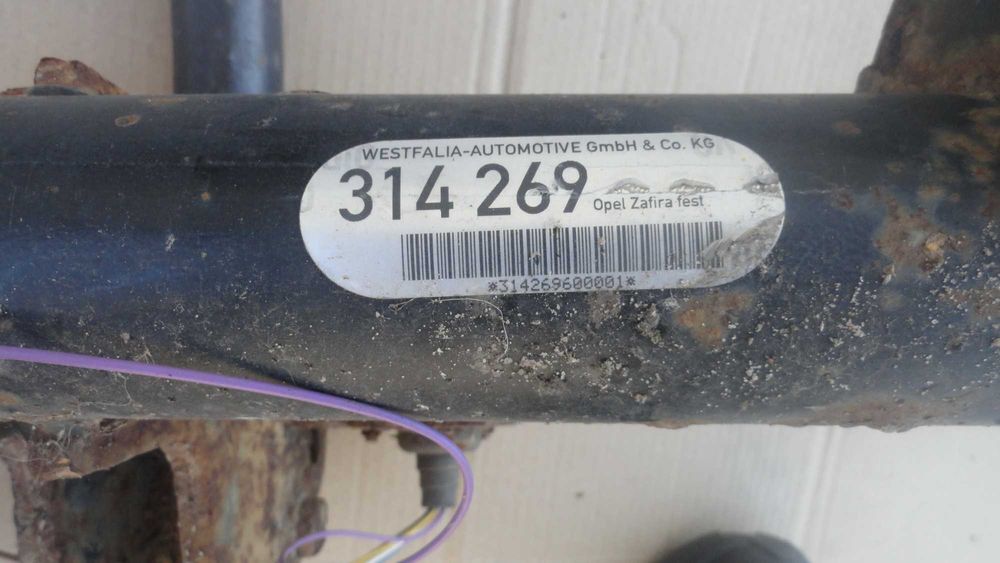 WESTFALIA-AUTOMOTIVE GmbH & Co. KG
314 269
Opel Zafira fest
*314269600001*